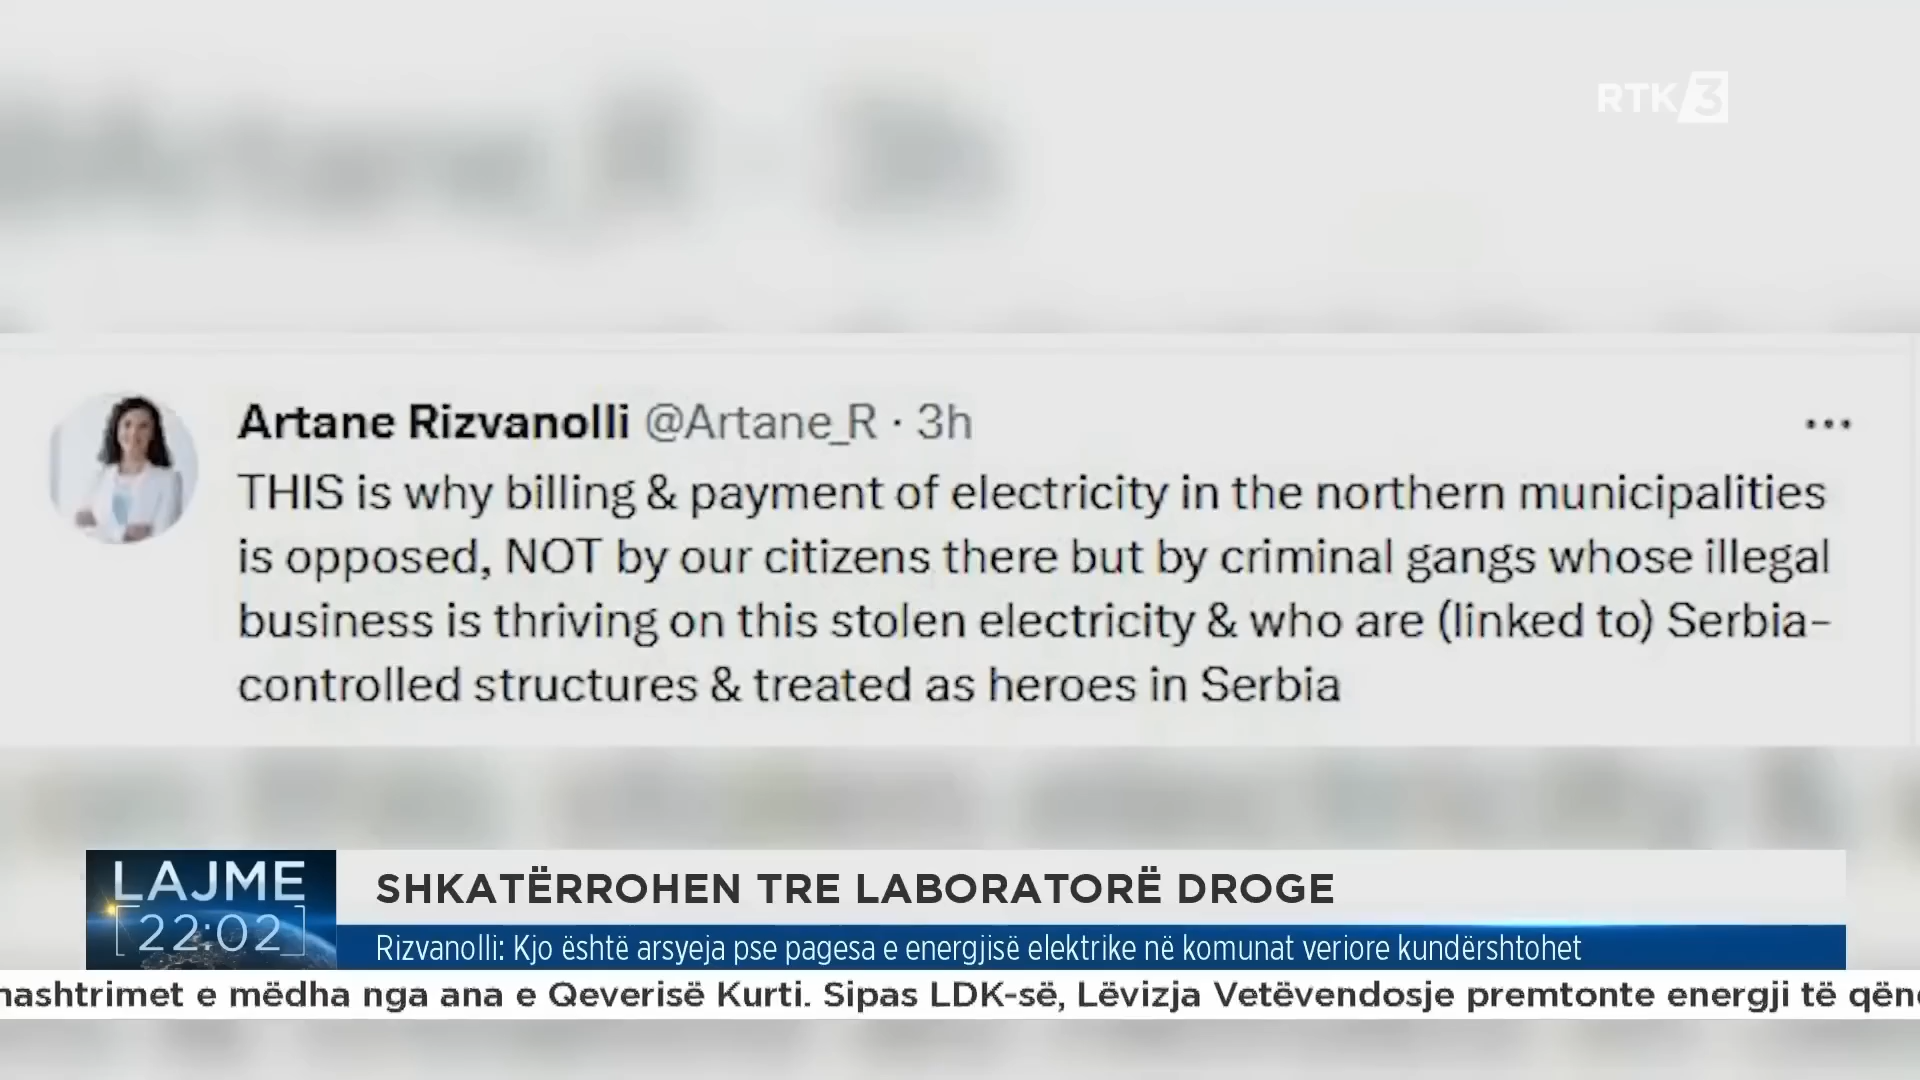 RTK 3
Artane Rizvanolli @Artane_R · 3h
THIS is why billing & payment of electricity in the northern municipalities
is opposed, NOT by our citizens there but by criminal gangs whose illegal
business is thriving on this stolen electricity & who are (linked to) Serbia-
controlled structures & treated as heroes in Serbia
LAJME
22:02
SHKATËRROHEN TRE LABORATORË DROGE
Rizvanolli: Kjo është arsyeja pse pagesa e energjisë elektrike në komunat veriore kundërshtohet
e mëdha nga ana e Qeverisë Kurti. Sipas LDK-së, Lëvizja Vetëvendosje premtonte energji të